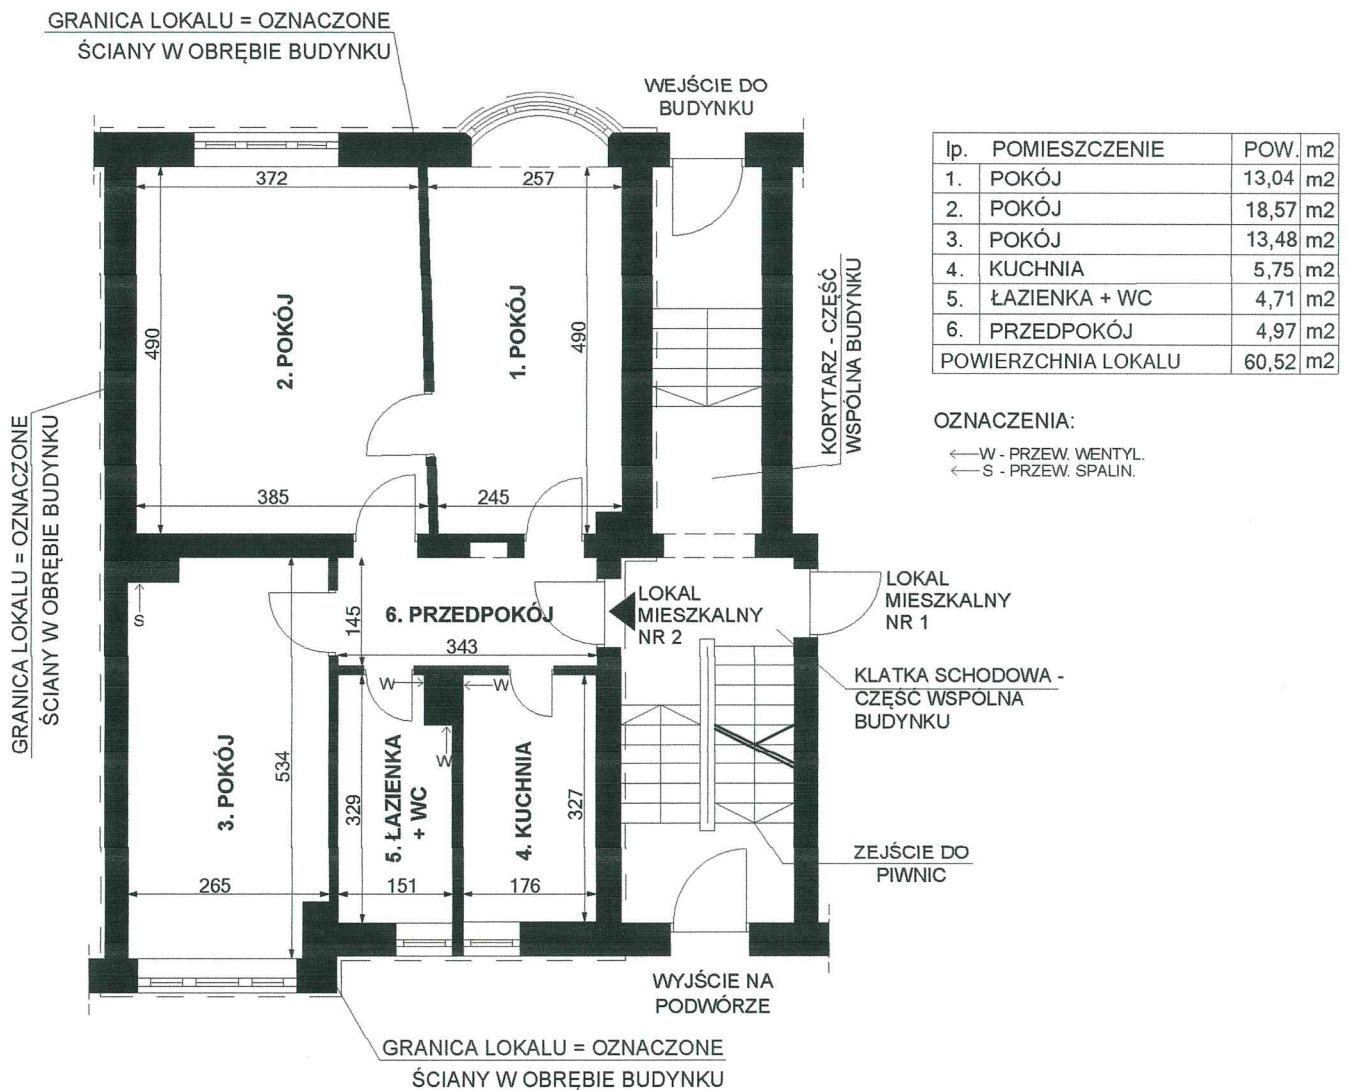 GRANICA LOKALU = OZNACZONE
ŚCIANY W OBRĘBIE BUDYNKU
WEJŚCIE DO
BUDYNKU
372
257
490
2. POKÓJ
1. POKÓJ
490
385
245
KORYTARZ - CZĘŚĆ
WSPÓLNA BUDYNKU
GRANICA LOKALU = OZNACZONE
ŚCIANY W OBRĘBIE BUDYNKU
lp. POMIESZCZENIE POW. m2
1. POKÓJ 13,04 m2
2. POKÓJ 18,57 m2
3. POKÓJ 13,48 m2
4. KUCHNIA 5,75 m2
5. ŁAZIENKA + WC 4,71 m2
6. PRZEDPOKÓJ 4,97 m2
POWIERZCHNIA LOKALU 60,52 m2
OZNACZENIA:
W - PRZEW. WENTYL.
S - PRZEW. SPALIN.
S
145
6. PRZEDPOKÓJ
343
LOKAL
MIESZKALNY
NR 2
LOKAL
MIESZKALNY
NR 1
KLATKA SCHODOWA -
CZĘŚĆ WSPÓLNA
BUDYNKU
W
W
W
3. POKÓJ
534
329
5. ŁAZIENKA
+ WC
4. KUCHNIA
327
265
151
176
ZEJŚCIE DO
PIWNIC
WYJŚCIE NA
PODWÓRZE
GRANICA LOKALU = OZNACZONE
ŚCIANY W OBRĘBIE BUDYNKU